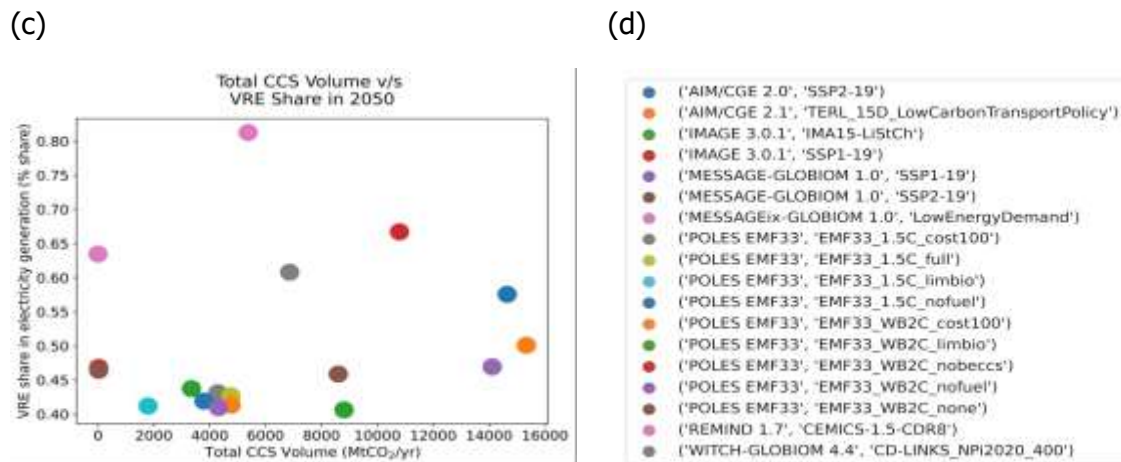 (c)
(d)
Total CCS Volume v/s
VRE Share in 2050
VRE share in electricity generation (% share)
0.80
0.75
0.70
0.65
0.60
0.55
0.50
0.45
0.40
0 2000 4000 6000 8000 10000 12000 14000 16000
Total CCS Volume (MtCO₂/yr)
('AIM/CGE 2.0', 'SSP2-19')
('AIM/CGE 2.1', 'TERL_15D_LowCarbonTransportPolicy')
('IMAGE 3.0.1', 'IMA15-LiStCh')
('IMAGE 3.0.1', 'SSP1-19')
('MESSAGE-GLOBIOM 1.0', 'SSP1-19')
('MESSAGE-GLOBIOM 1.0', 'SSP2-19')
('MESSAGEix-GLOBIOM 1.0', 'LowEnergyDemand')
('POLES EMF33', 'EMF33_1.5C_cost100')
('POLES EMF33', 'EMF33_1.5C_full')
('POLES EMF33', 'EMF33_1.5C_limbio')
('POLES EMF33', 'EMF33_1.5C_nofuel')
('POLES EMF33', 'EMF33_WB2C_cost100')
('POLES EMF33', 'EMF33_WB2C_limbio')
('POLES EMF33', 'EMF33_WB2C_nobeccs')
('POLES EMF33', 'EMF33_WB2C_nofuel')
('POLES EMF33', 'EMF33_WB2C_none')
('REMIND 1.7', 'CEMICS-1.5-CDR8')
('WITCH-GLOBIOM 4.4', 'CD-LINKS_NPi2020_400')